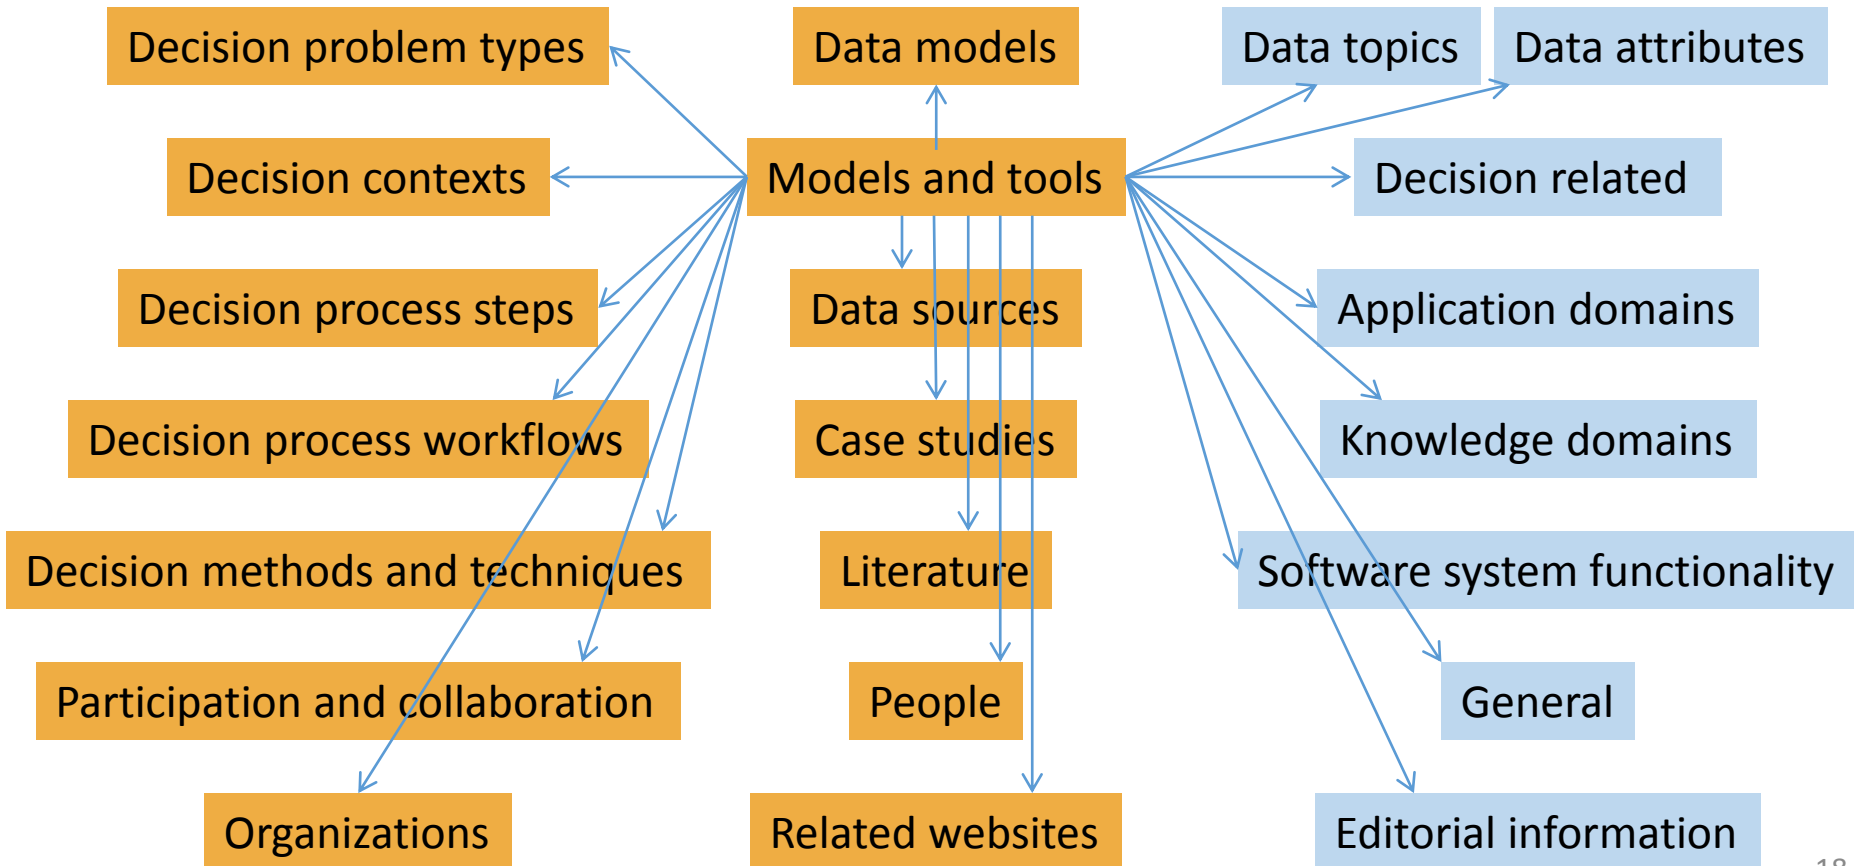 Decision problem types
Data models
Data topics
Data attributes
Decision contexts
Models and tools
Decision related
Decision process steps
Data sources
Application domains
Decision process workflows
Case studies
Knowledge domains
Decision methods and techniques
Literature
Software system functionality
Participation and collaboration
People
General
Organizations
Related websites
Editorial information
18